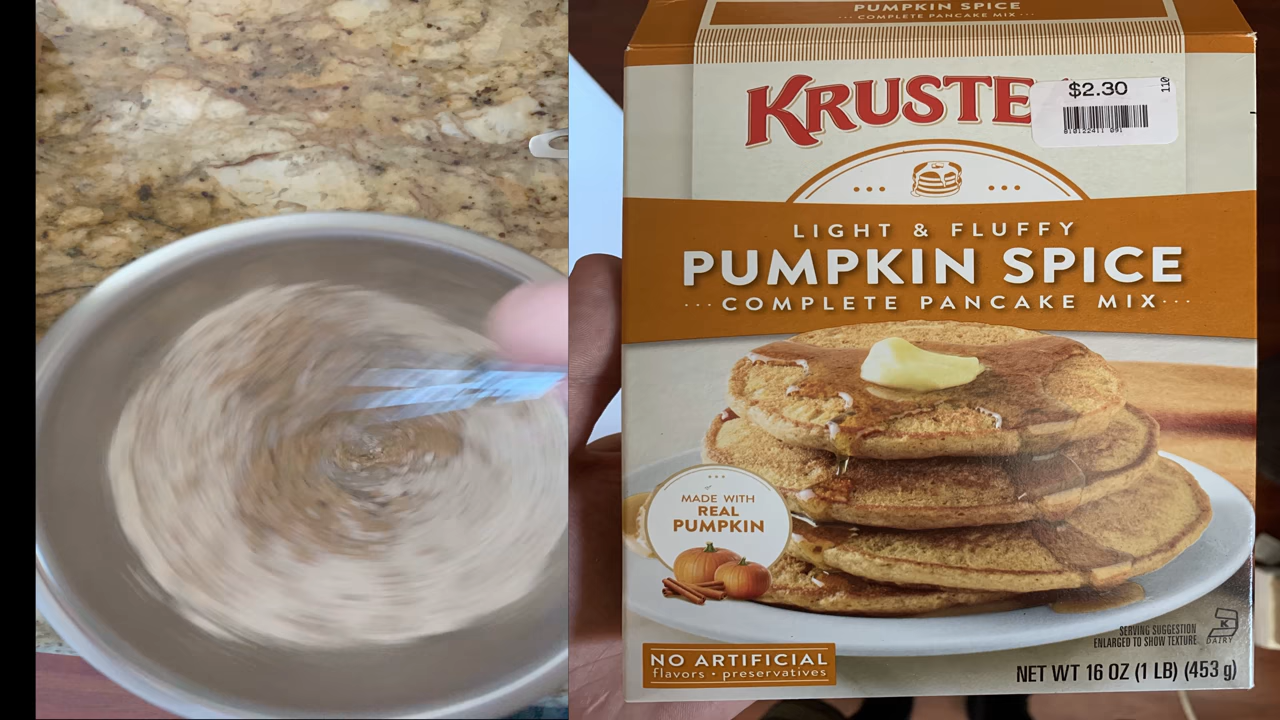 PUMPKIN SPICE
COMPLETE PANCAKE MIX
KRUSTE
$2.30
110
LIGHT & FLUFFY
PUMPKIN SPICE
COMPLETE PANCAKE MIX
MADE WITH
REAL
PUMPKIN
SERVING SUGGESTION
ENLARGED TO SHOW TEXTURE
K
DAIRY
NO ARTIFICIAL
flavors • preservatives
NET WT 16 OZ (1 LB) (453 g)